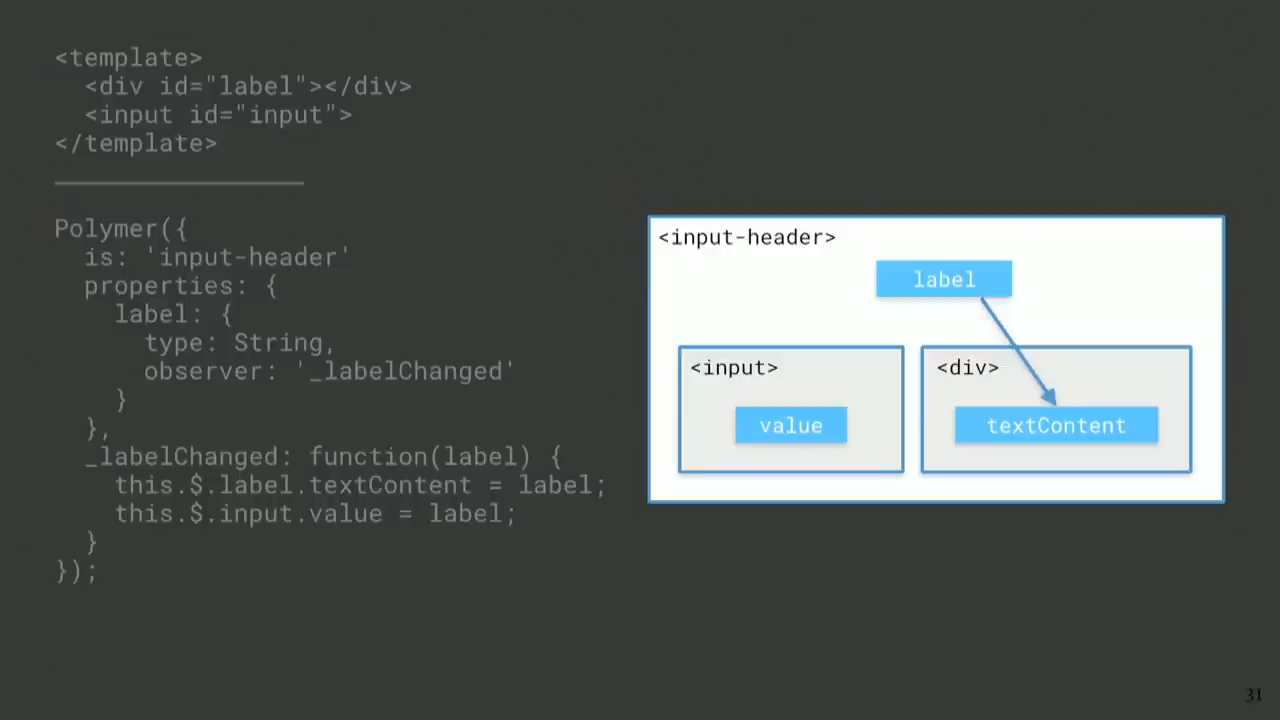 <template>
  <div id="label"></div>
  <input id="input">
</template>
Polymer({
  is: 'input-header'
  properties: {
    label: {
      type: String,
      observer: '_labelChanged'
    }
  },
  _labelChanged: function(label) {
    this.$.label.textContent = label;
    this.$.input.value = label;
  }
});
<input-header>
label
<input>
<div>
value
textContent
31